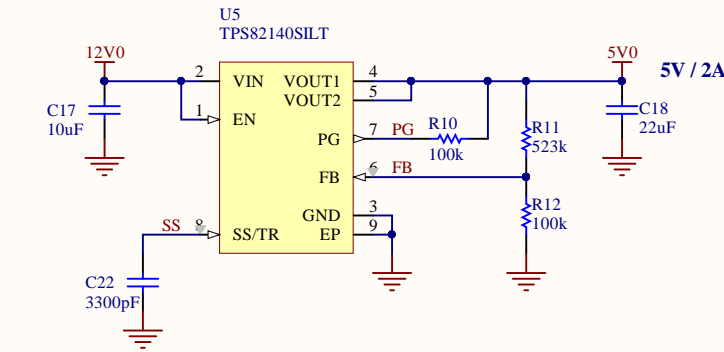 U5
TPS82140SILT
12V0
5V0
5V / 2A
2 VIN VOUT1 4
VOUT2 5
C17
10uF
1 EN
C18
22uF
PG 7 PG R10
100k
R11
523k
FB 6 FB
R12
100k
GND 3
SS 8 SS/TR EP 9
C22
3300pF